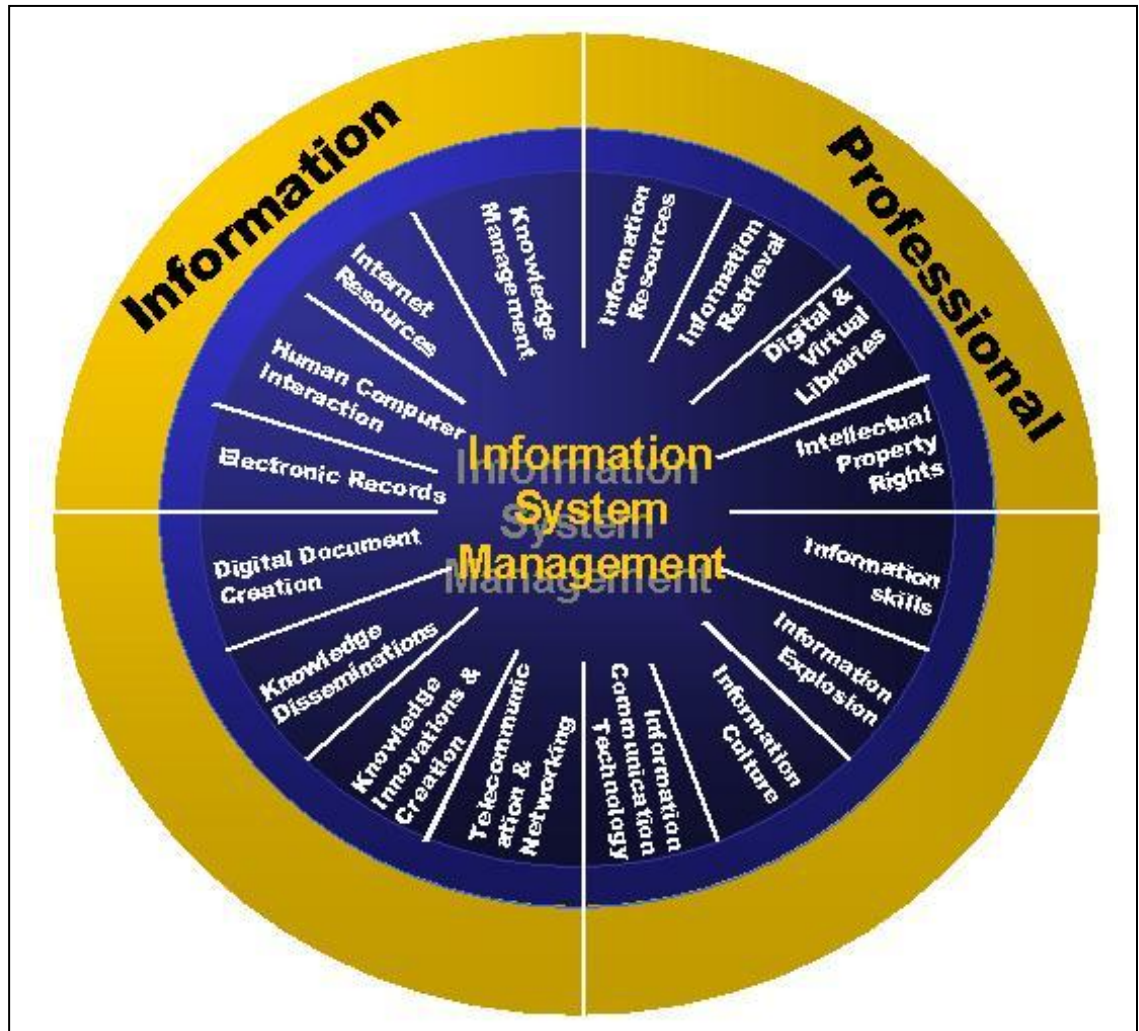 Information
Professional
Information
Resources
Information
Retrieval
Digital &
Virtual
Libraries
Intellectual
Property
Rights
Information
skills
Information
Explosion
Information
Culture
Information
Communication
Technology
Telecommunic
ation &
Networking
Knowledge
Innovations &
Creation
Knowledge
Disseminations
Digital Document
Creation
Electronic Records
Human Computer
Interaction
Internet
Resources
Knowledge
Management
Information
System
Management